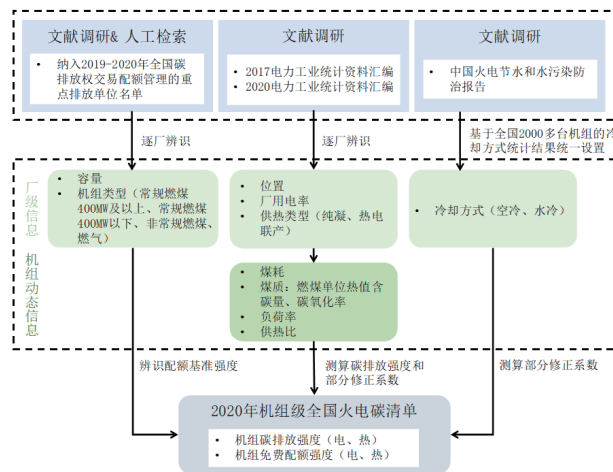 文献调研& 人工检索
• 纳入2019-2020年全国碳
排放权交易配额管理的重
点排放单位名单
文献调研
• 2017电力工业统计资料汇编
• 2020电力工业统计资料汇编
文献调研
• 中国火电节水和水污染防
治报告
逐厂辨识
逐厂辨识
基于全国2000多台机组的冷
却方式统计结果统一设置
厂级信息
• 容量
• 机组类型（常规燃煤
400MW及以上、常规燃煤
400MW以下、非常规燃煤、
燃气）
• 位置
• 厂用电率
• 供热类型（纯凝、热电
联产）
• 冷却方式（空冷、水冷）
机组动态信息
• 煤耗
• 煤质：燃煤单位热值含
碳量、碳氧化率
• 负荷率
• 供热比
辨识配额基准强度
测算碳排放强度和
部分修正系数
测算部分修正系数
2020年机组级全国火电碳清单
• 机组碳排放强度（电、热）
• 机组免费配额强度（电、热）